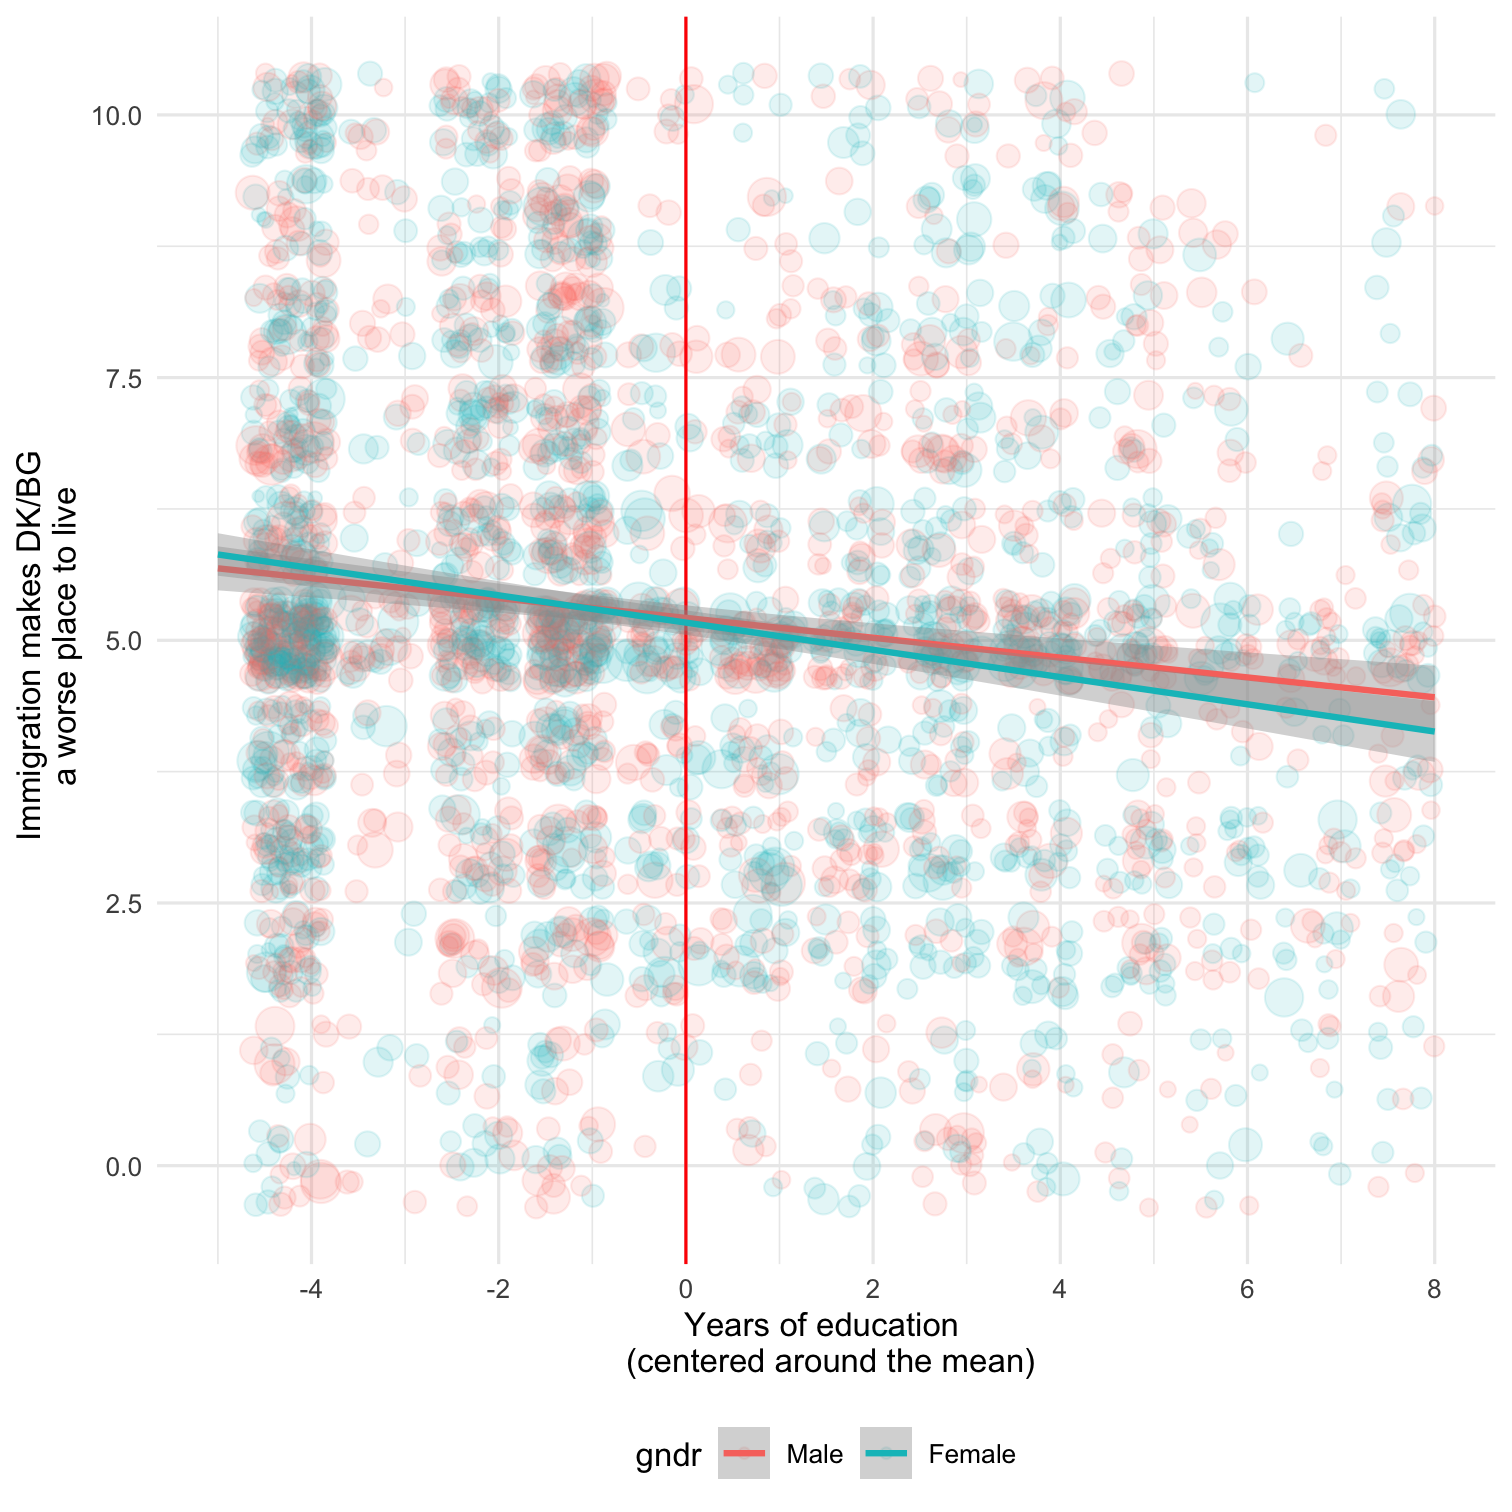 Immigration makes DK/BG
a worse place to live
10.0
7.5
5.0
2.5
0.0
-4 -2 0 2 4 6 8
Years of education
(centered around the mean)
gndr Male Female